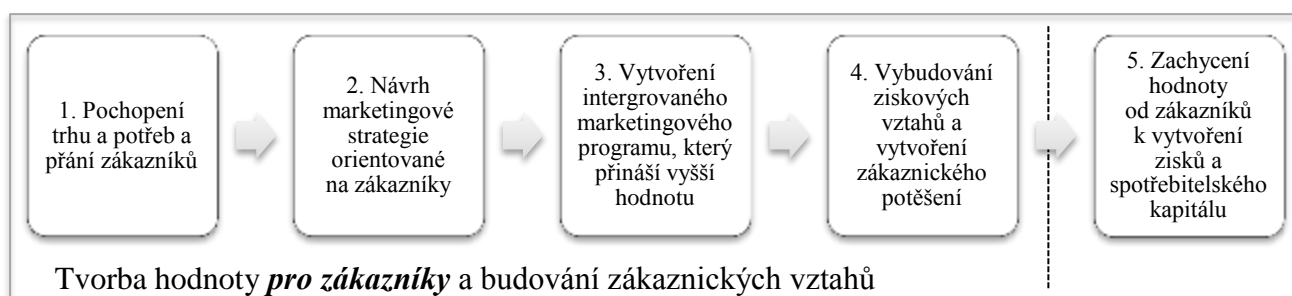 1. Pochopení
trhu a potřeb a
přání zákazníků
2. Návrh
marketingové
strategie
orientované
na zákazníky
3. Vytvoření
intergrovaného
marketingového
programu, který
přináší vyšší
hodnotu
4. Vybudování
ziskových
vztahů a
vytvoření
zákaznického
potěšení
5. Zachycení
hodnoty
od zákazníků
k vytvoření
zisků a
spotřebitelského
kapitálu
Tvorba hodnoty pro zákazníky a budování zákaznických vztahů